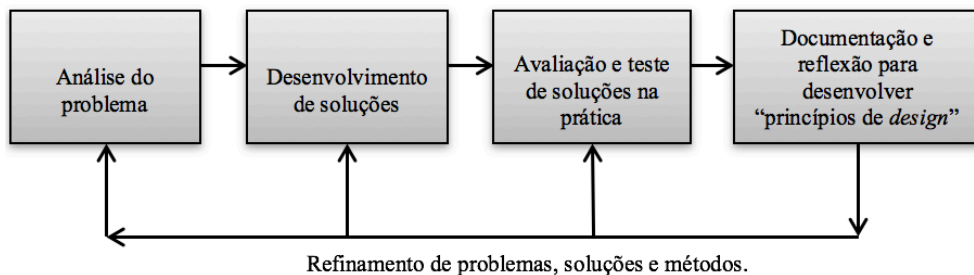 Análise do
problema
Desenvolvimento
de soluções
Avaliação e teste
de soluções na
prática
Documentação e
reflexão para
desenvolver
“princípios de design”
Refinamento de problemas, soluções e métodos.